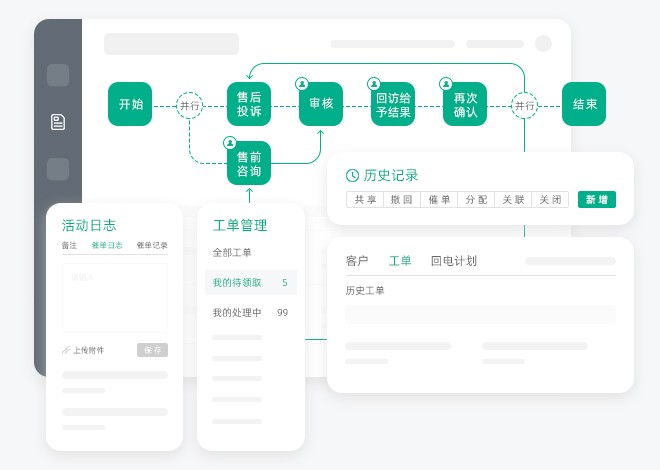 开始
并行
售后
投诉
审核
回访给
予结果
再次
确认
并行
结束
售前
咨询
历史记录
共享 撤回 催单 分配 关联 关闭 新增
活动日志
备注 催单日志 催单记录
请输入
上传附件 保存
工单管理
全部工单
我的待领取 5
我的处理中 99
客户 工单 回电计划
历史工单